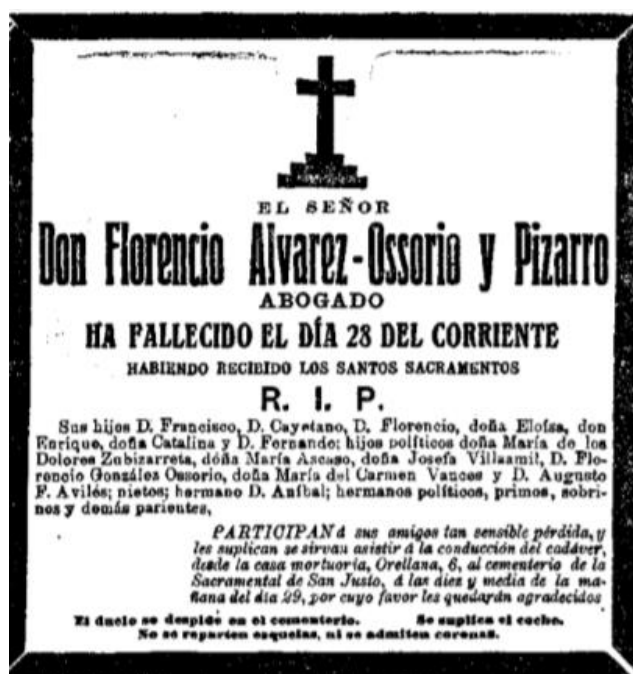 EL SEÑOR
Don Florencio Alvarez-Ossorio y Pizarro
ABOGADO
HA FALLECIDO EL DÍA 28 DEL CORRIENTE
HABIENDO RECIBIDO LOS SANTOS SACRAMENTOS
R. I. P.
Sus hijos D. Francisco, D. Cayetano, D. Florencio, doña Eloísa, don
Enrique, doña Catalina y D. Fernando; hijos políticos doña María de los
Dolores Zubizarreta, doña María Ascaso, doña Josefa Villaamil, D. Flo-
rencio González Ossorio, doña María del Carmen Vances y D. Augusto
F. Avilés; nietos; hermano D. Aníbal; hermanos políticos, primos, sobri-
nos y demás parientes,
PARTICIPAN á sus amigos tan sensible pérdida, y
les suplican se sirvan asistir á la conducción del cadáver,
desde la casa mortuoria, Orellana, 6, al cementerio de la
Sacramental de San Justo, á las diez y media de la ma-
ñana del día 29, por cuyo favor les quedarán agradecidos
El duelo se despide en el cementerio. Se suplica el coche.
No se reparten esquelas, ni se admiten coronas.